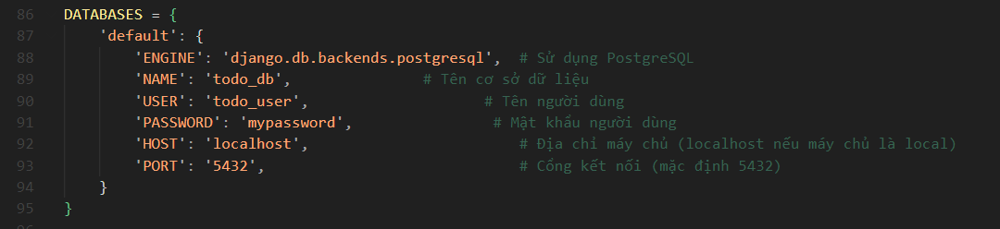 86 DATABASES = {
87 'default': {
88 'ENGINE': 'django.db.backends.postgresql', # Sử dụng PostgreSQL
89 'NAME': 'todo_db', # Tên cơ sở dữ liệu
90 'USER': 'todo_user', # Tên người dùng
91 'PASSWORD': 'mypassword', # Mật khẩu người dùng
92 'HOST': 'localhost', # Địa chỉ máy chủ (localhost nếu máy chủ là local)
93 'PORT': '5432', # Cổng kết nối (mặc định 5432)
94 }
95 }